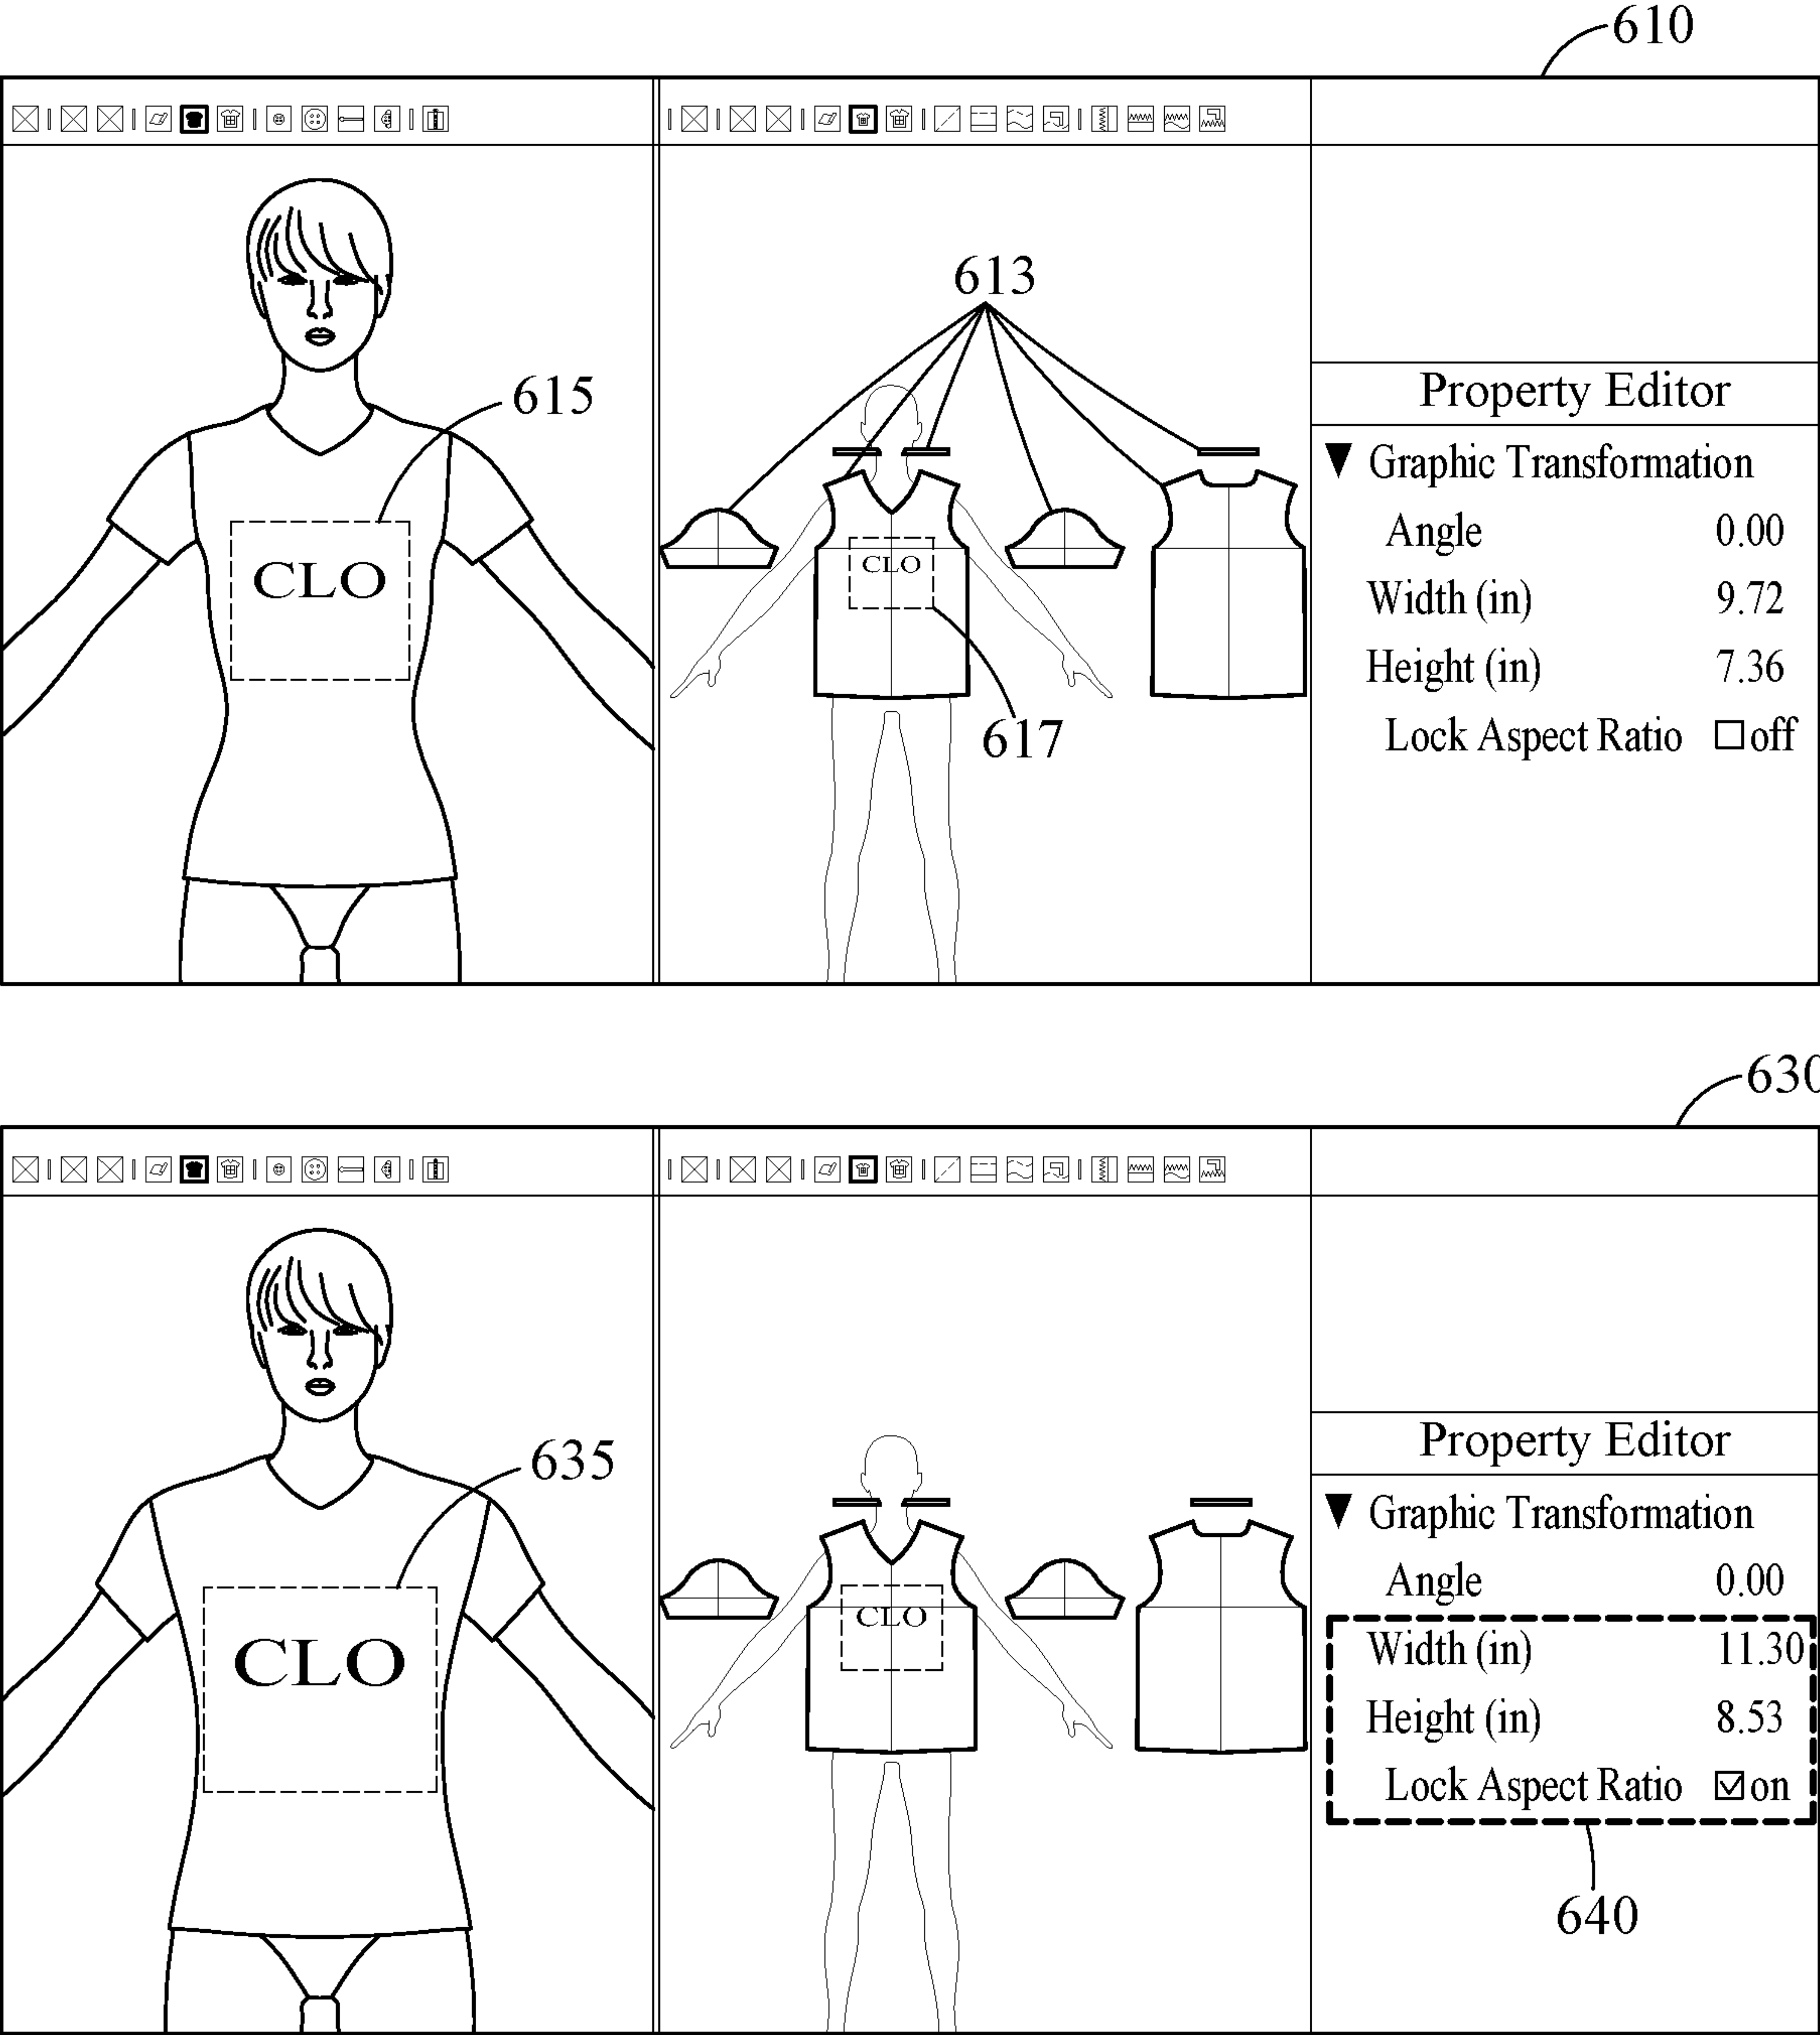 610
613
615
CLO
CLO
617
Property Editor
▼ Graphic Transformation
Angle 0.00
Width (in) 9.72
Height (in) 7.36
Lock Aspect Ratio off
630
635
CLO
CLO
Property Editor
▼ Graphic Transformation
Angle 0.00
Width (in) 11.30
Height (in) 8.53
Lock Aspect Ratio on
640